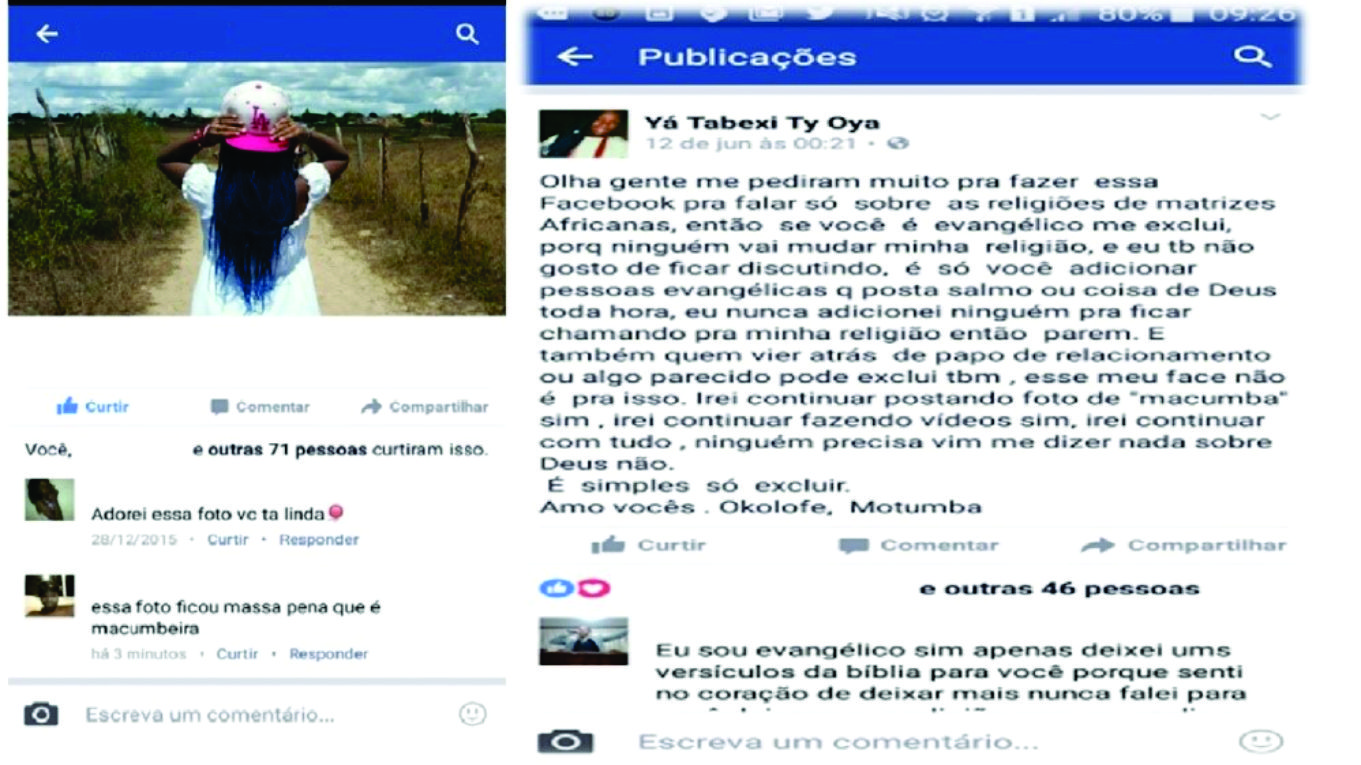 LA
Curtir
Comentar
Compartilhar
Você, e outras 71 pessoas curtiram isso.
Adorei essa foto vc ta linda
28/12/2015 • Curtir • Responder
essa foto ficou massa pena que é
macumbeira
há 3 minutos • Curtir • Responder
Escreva um comentário...
80% 09:26
Publicações
Yá Tabexi Ty Oya
12 de jun às 00:21 •
Olha gente me pediram muito pra fazer essa
Facebook pra falar só sobre as religiões de matrizes
Africanas, então se você é evangélico me exclui,
porq ninguém vai mudar minha religião, e eu tb não
gosto de ficar discutindo, é só você adicionar
pessoas evangélicas q posta salmo ou coisa de Deus
toda hora, eu nunca adicionei ninguém pra ficar
chamando pra minha religião então parem. E
também quem vier atrás de papo de relacionamento
ou algo parecido pode exclui tbm , esse meu face não
é pra isso. Irei continuar postando foto de "macumba"
sim , irei continuar fazendo vídeos sim, irei continuar
com tudo , ninguém precisa vim me dizer nada sobre
Deus não.
É simples só excluir.
Amo vocês . Okolofe, Motumba
Curtir
Comentar
Compartilhar
e outras 46 pessoas
Eu sou evangélico sim apenas deixei ums
versículos da bíblia para você porque senti
no coração de deixar mais nunca falei para
Escreva um comentário...